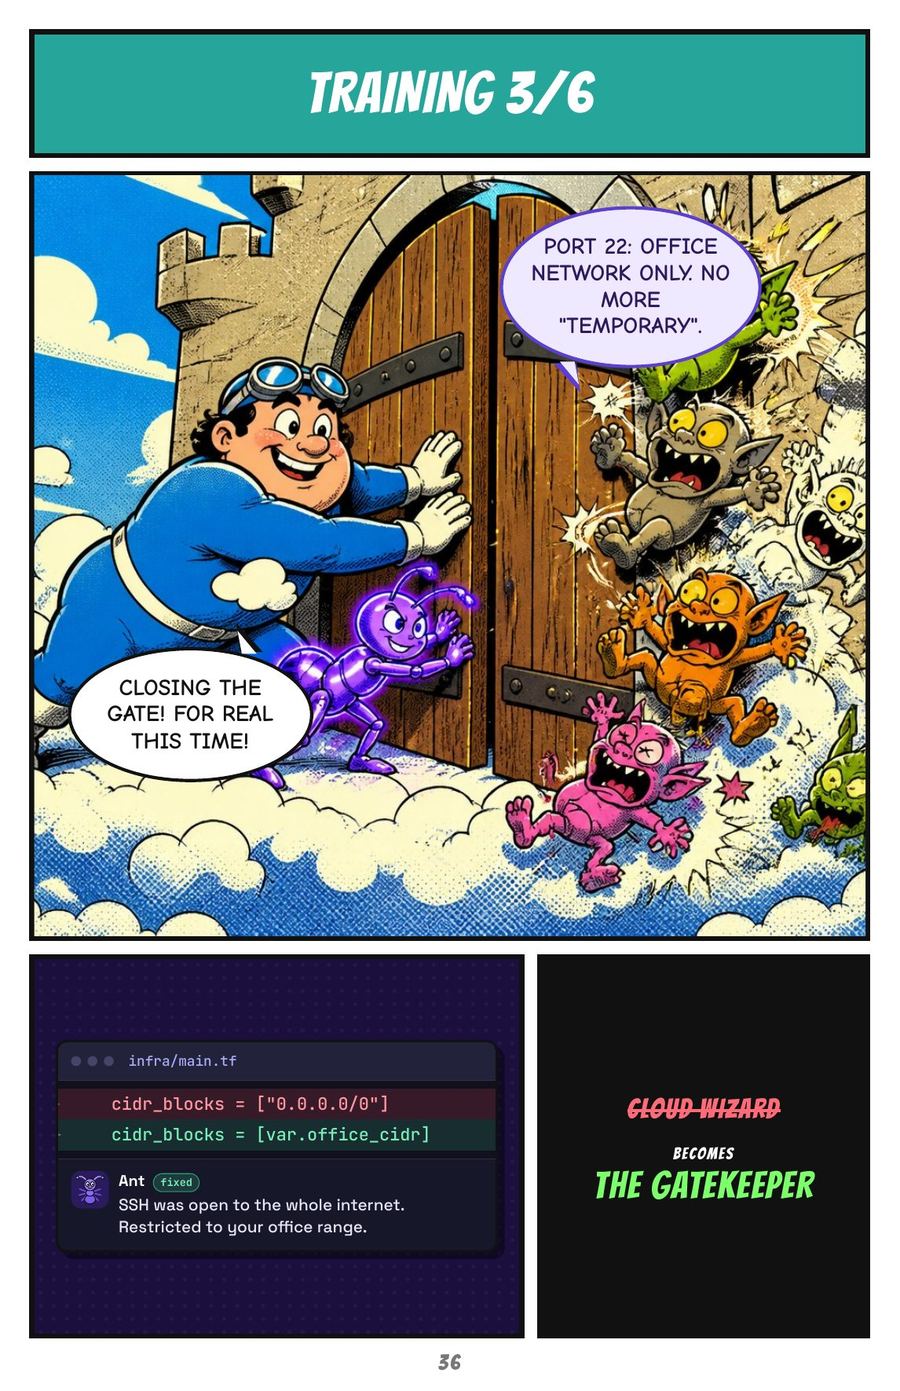 TRAINING 3/6
PORT 22: OFFICE
NETWORK ONLY. NO
MORE
"TEMPORARY".
CLOSING THE
GATE! FOR REAL
THIS TIME!
infra/main.tf
cidr_blocks = ["0.0.0.0/0"]
cidr_blocks = [var.office_cidr]
Ant fixed
SSH was open to the whole internet.
Restricted to your office range.
CLOUD WIZARD
BECOMES
THE GATEKEEPER
36